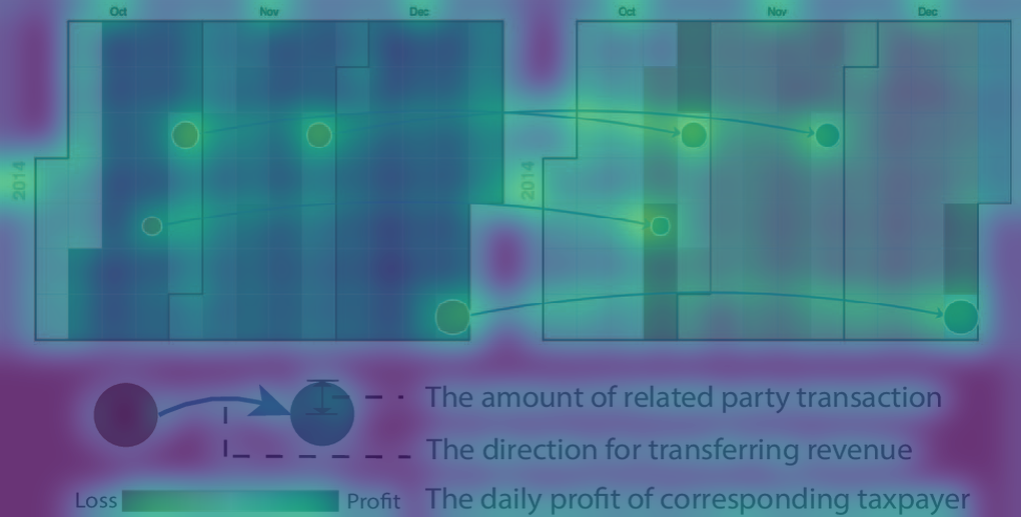 Oct Nov Dec Oct Nov Dec
2014 2014
The amount of related party transaction
The direction for transferring revenue
Loss Profit The daily profit of corresponding taxpayer